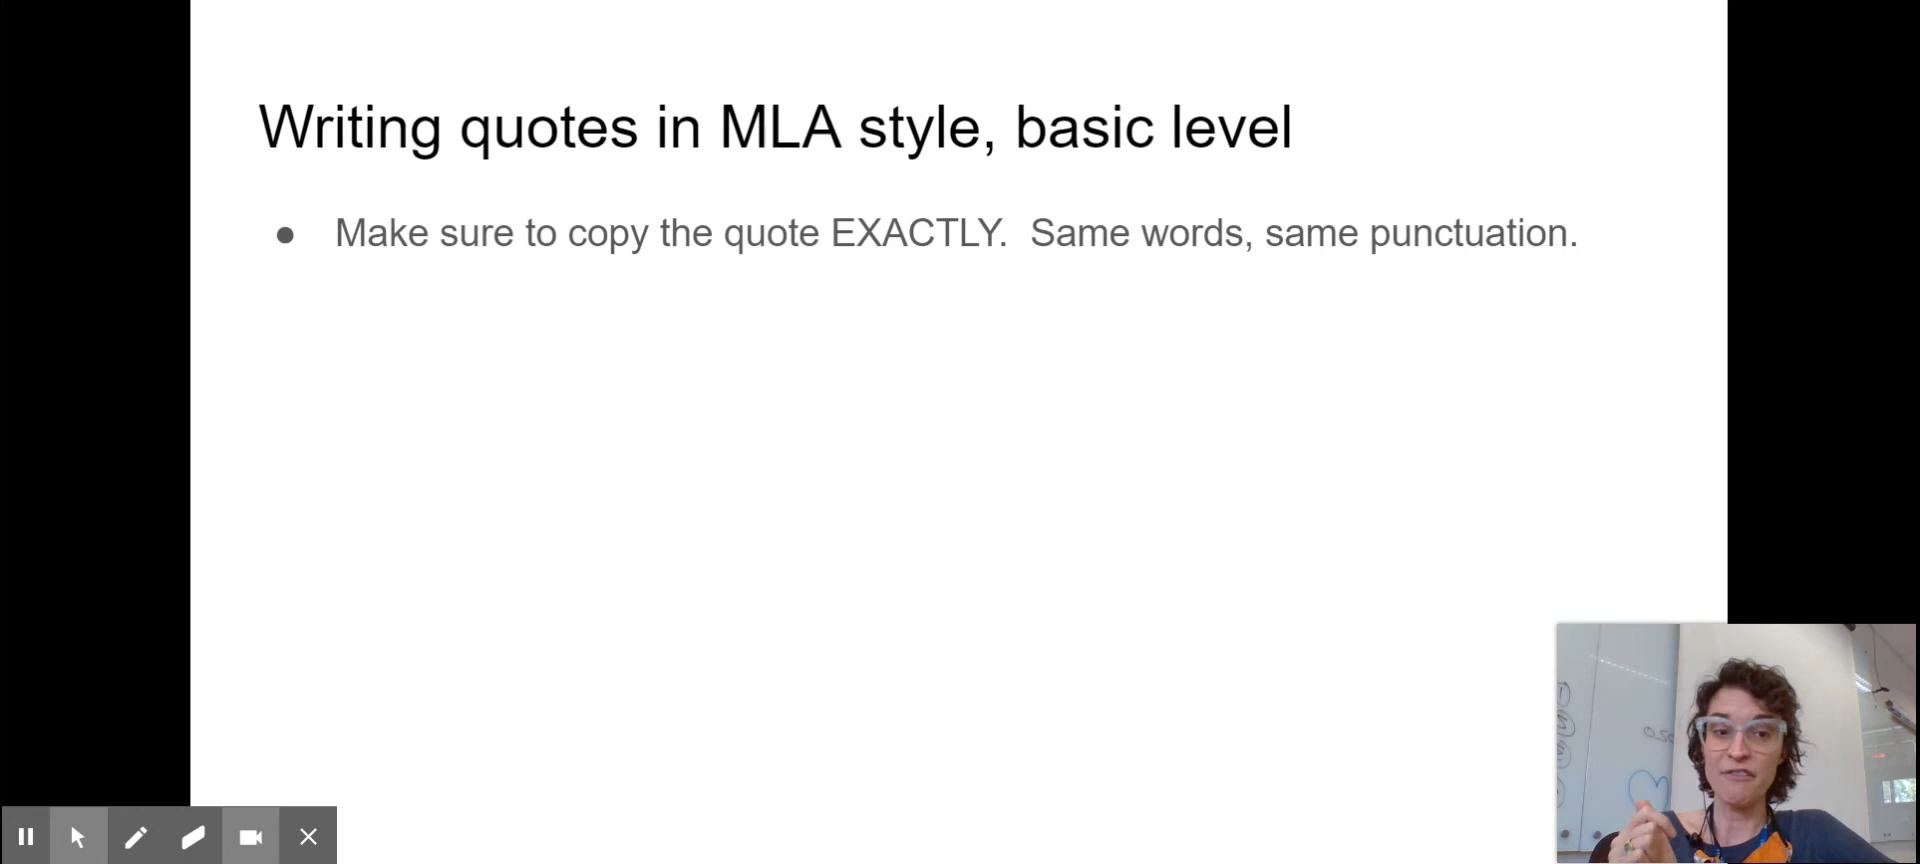 Writing quotes in MLA style, basic level
● Make sure to copy the quote EXACTLY.  Same words, same punctuation.